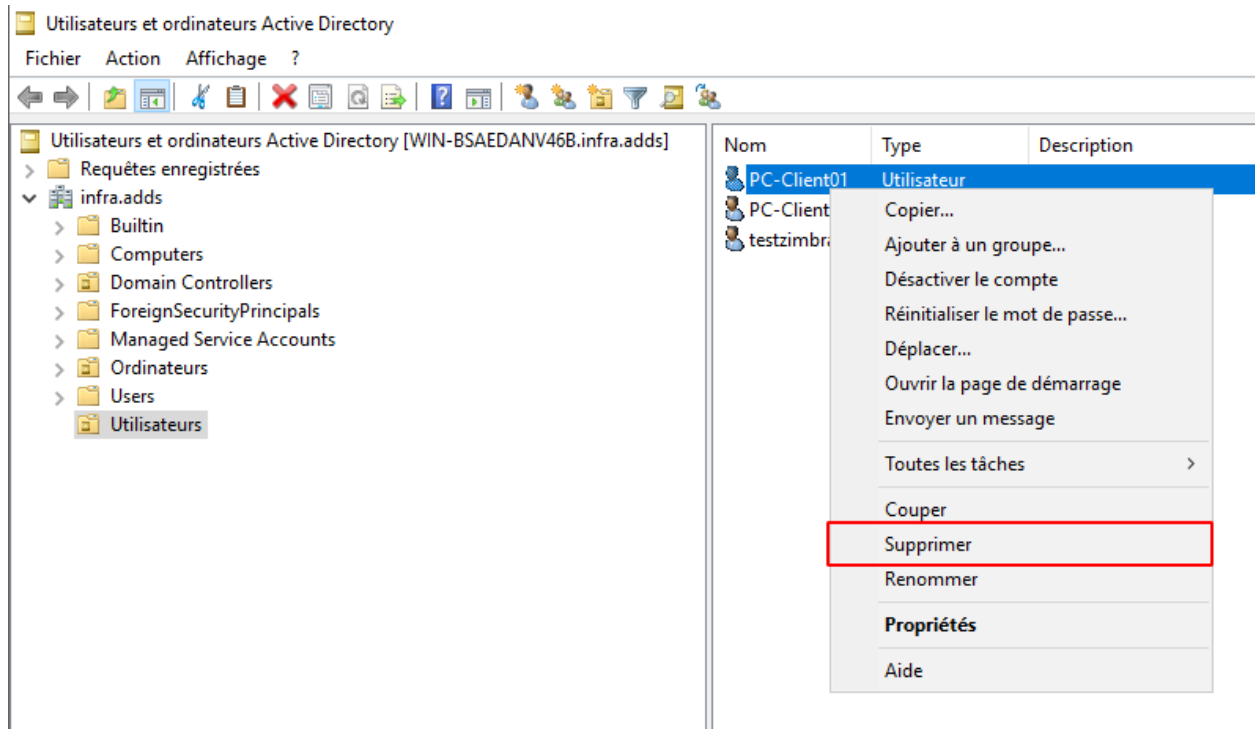 Utilisateurs et ordinateurs Active Directory
Fichier Action Affichage ?
Utilisateurs et ordinateurs Active Directory [WIN-BSAEDANV46B.infra.adds]
Requêtes enregistrées
infra.adds
Builtin
Computers
Domain Controllers
ForeignSecurityPrincipals
Managed Service Accounts
Ordinateurs
Users
Utilisateurs
Nom Type Description
PC-Client01 Utilisateur
PC-Client
testzimbra
Copier...
Ajouter à un groupe...
Désactiver le compte
Réinitialiser le mot de passe...
Déplacer...
Ouvrir la page de démarrage
Envoyer un message
Toutes les tâches
Couper
Supprimer
Renommer
Propriétés
Aide